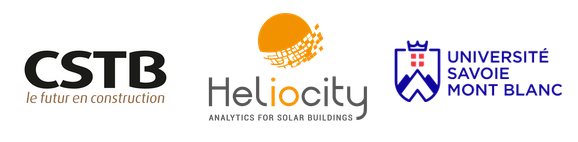 CSTB
le futur en construction
Heliocity
ANALYTICS FOR SOLAR BUILDINGS
UNIVERSITÉ
SAVOIE
MONT BLANC